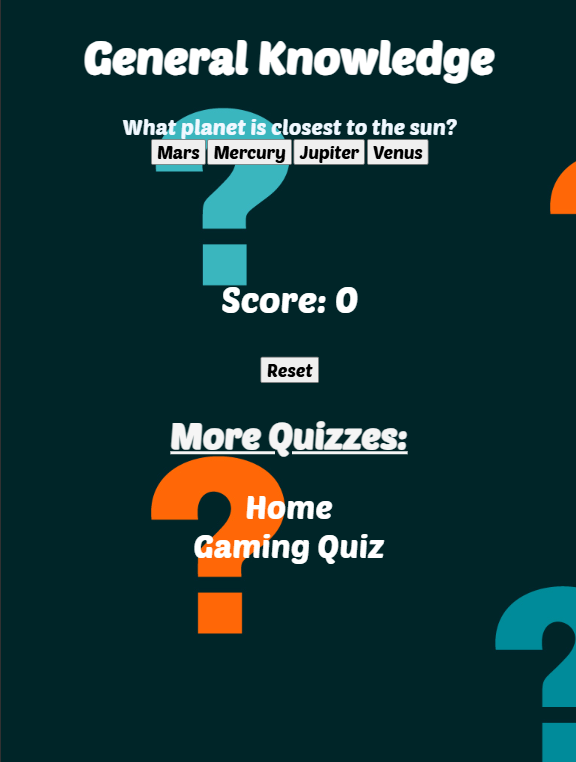 General Knowledge
What planet is closest to the sun?
Mars Mercury Jupiter Venus
Score: 0
Reset
More Quizzes:
Home
Gaming Quiz